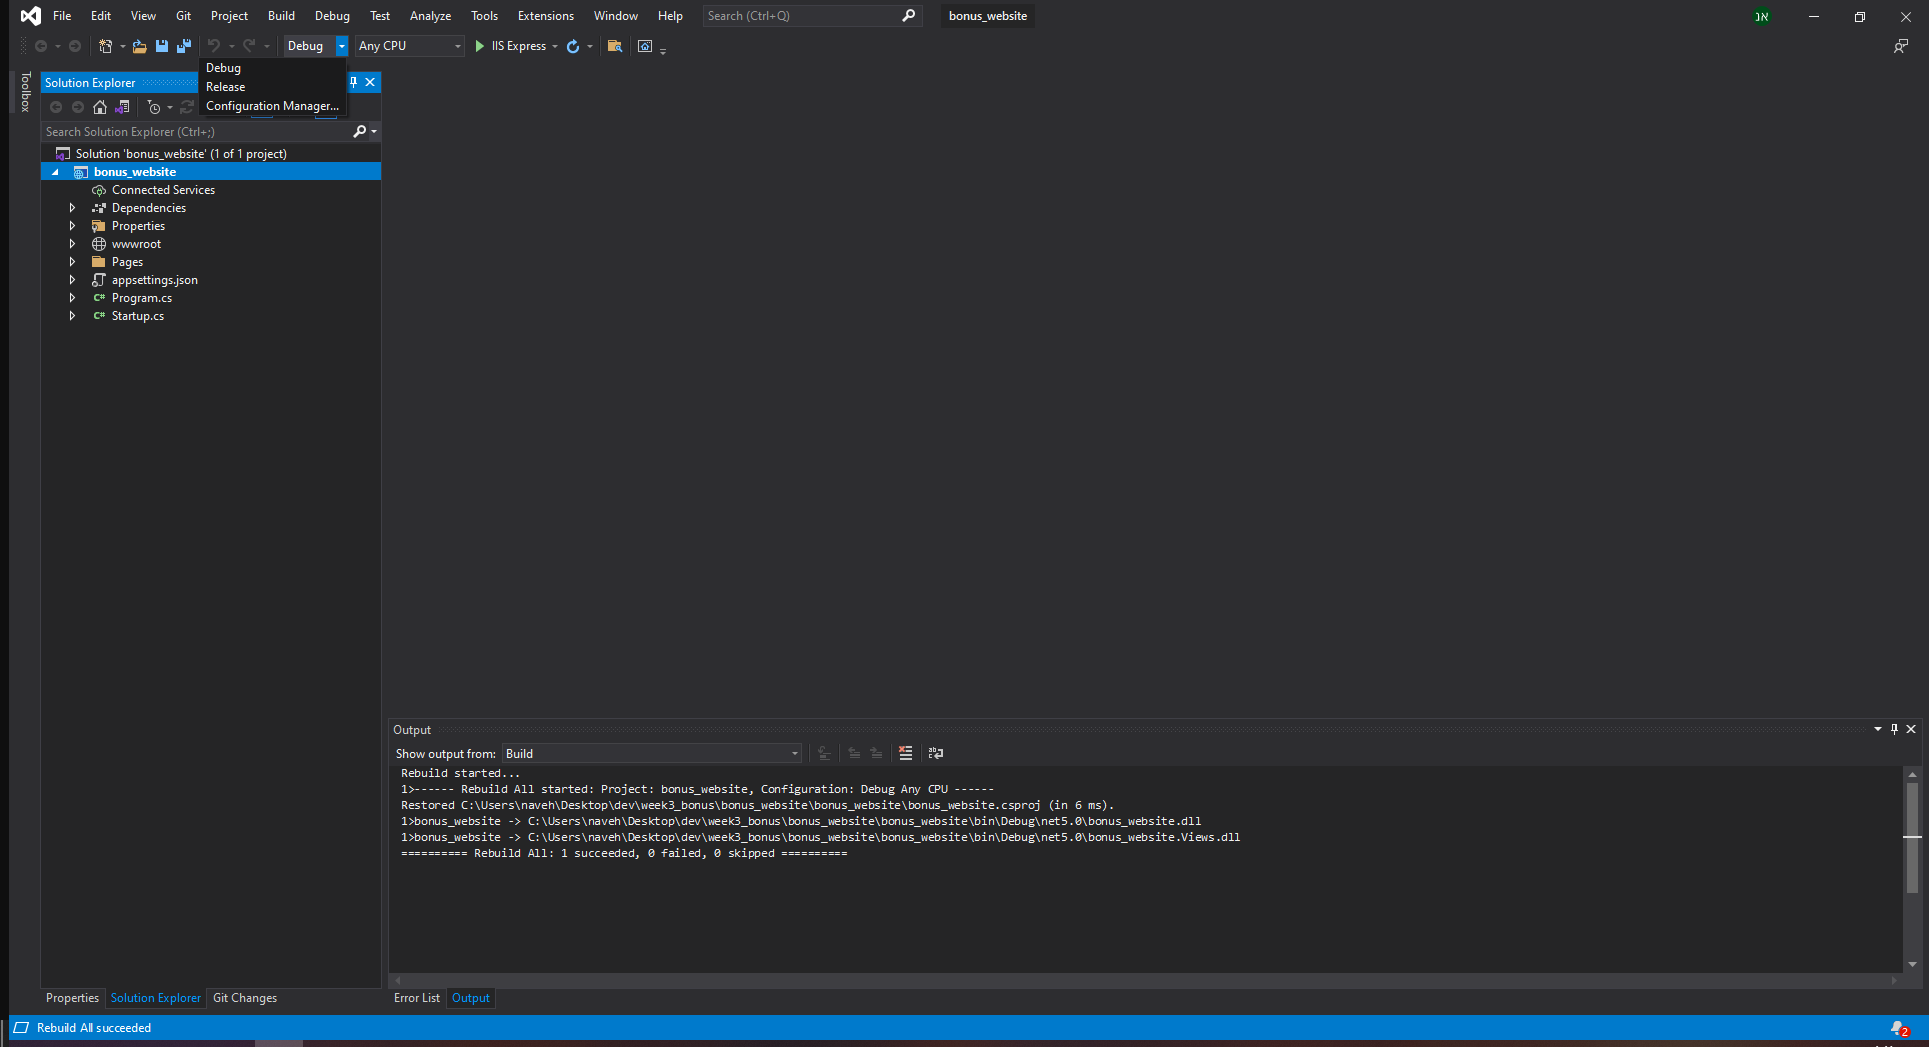 File Edit View Git Project Build Debug Test Analyze Tools Extensions Window Help Search (Ctrl+Q) bonus_website אנ
Debug Any CPU IIS Express
Debug
Release
Configuration Manager...
Toolbox
Solution Explorer
Search Solution Explorer (Ctrl+;)
Solution 'bonus_website' (1 of 1 project)
bonus_website
Connected Services
Dependencies
Properties
wwwroot
Pages
appsettings.json
C# Program.cs
C# Startup.cs
Output
Show output from: Build
Rebuild started...
1>------ Rebuild All started: Project: bonus_website, Configuration: Debug Any CPU ------
Restored C:\Users\naveh\Desktop\dev\week3_bonus\bonus_website\bonus_website\bonus_website.csproj (in 6 ms).
1>bonus_website -> C:\Users\naveh\Desktop\dev\week3_bonus\bonus_website\bonus_website\bin\Debug\net5.0\bonus_website.dll
1>bonus_website -> C:\Users\naveh\Desktop\dev\week3_bonus\bonus_website\bonus_website\bin\Debug\net5.0\bonus_website.Views.dll
========== Rebuild All: 1 succeeded, 0 failed, 0 skipped ==========
Properties Solution Explorer Git Changes
Error List Output
Rebuild All succeeded 2